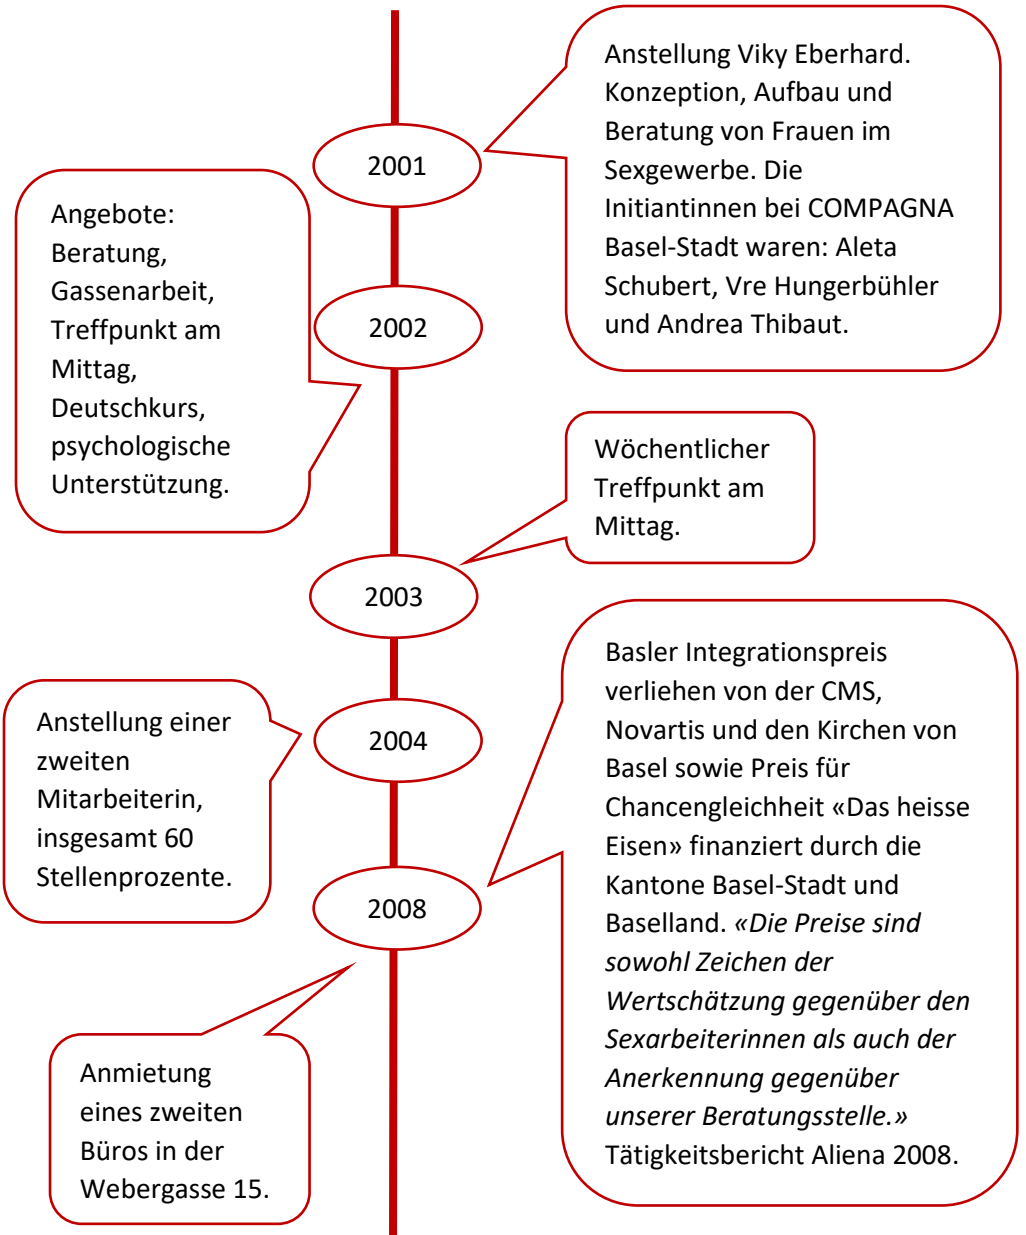 2001
Anstellung Viky Eberhard.
Konzeption, Aufbau und
Beratung von Frauen im
Sexgewerbe. Die
Initiantinnen bei COMPAGNA
Basel-Stadt waren: Aleta
Schubert, Vre Hungerbühler
und Andrea Thibaut.
2002
Angebote:
Beratung,
Gassenarbeit,
Treffpunkt am
Mittag,
Deutschkurs,
psychologische
Unterstützung.
2003
Wöchentlicher
Treffpunkt am
Mittag.
2004
Anstellung einer
zweiten
Mitarbeiterin,
insgesamt 60
Stellenprozente.
2008
Basler Integrationspreis
verliehen von der CMS,
Novartis und den Kirchen von
Basel sowie Preis für
Chancengleichheit «Das heisse
Eisen» finanziert durch die
Kantone Basel-Stadt und
Baselland. «Die Preise sind
sowohl Zeichen der
Wertschätzung gegenüber den
Sexarbeiterinnen als auch der
Anerkennung gegenüber
unserer Beratungsstelle.»
Tätigkeitsbericht Aliena 2008.
Anmietung
eines zweiten
Büros in der
Webergasse 15.